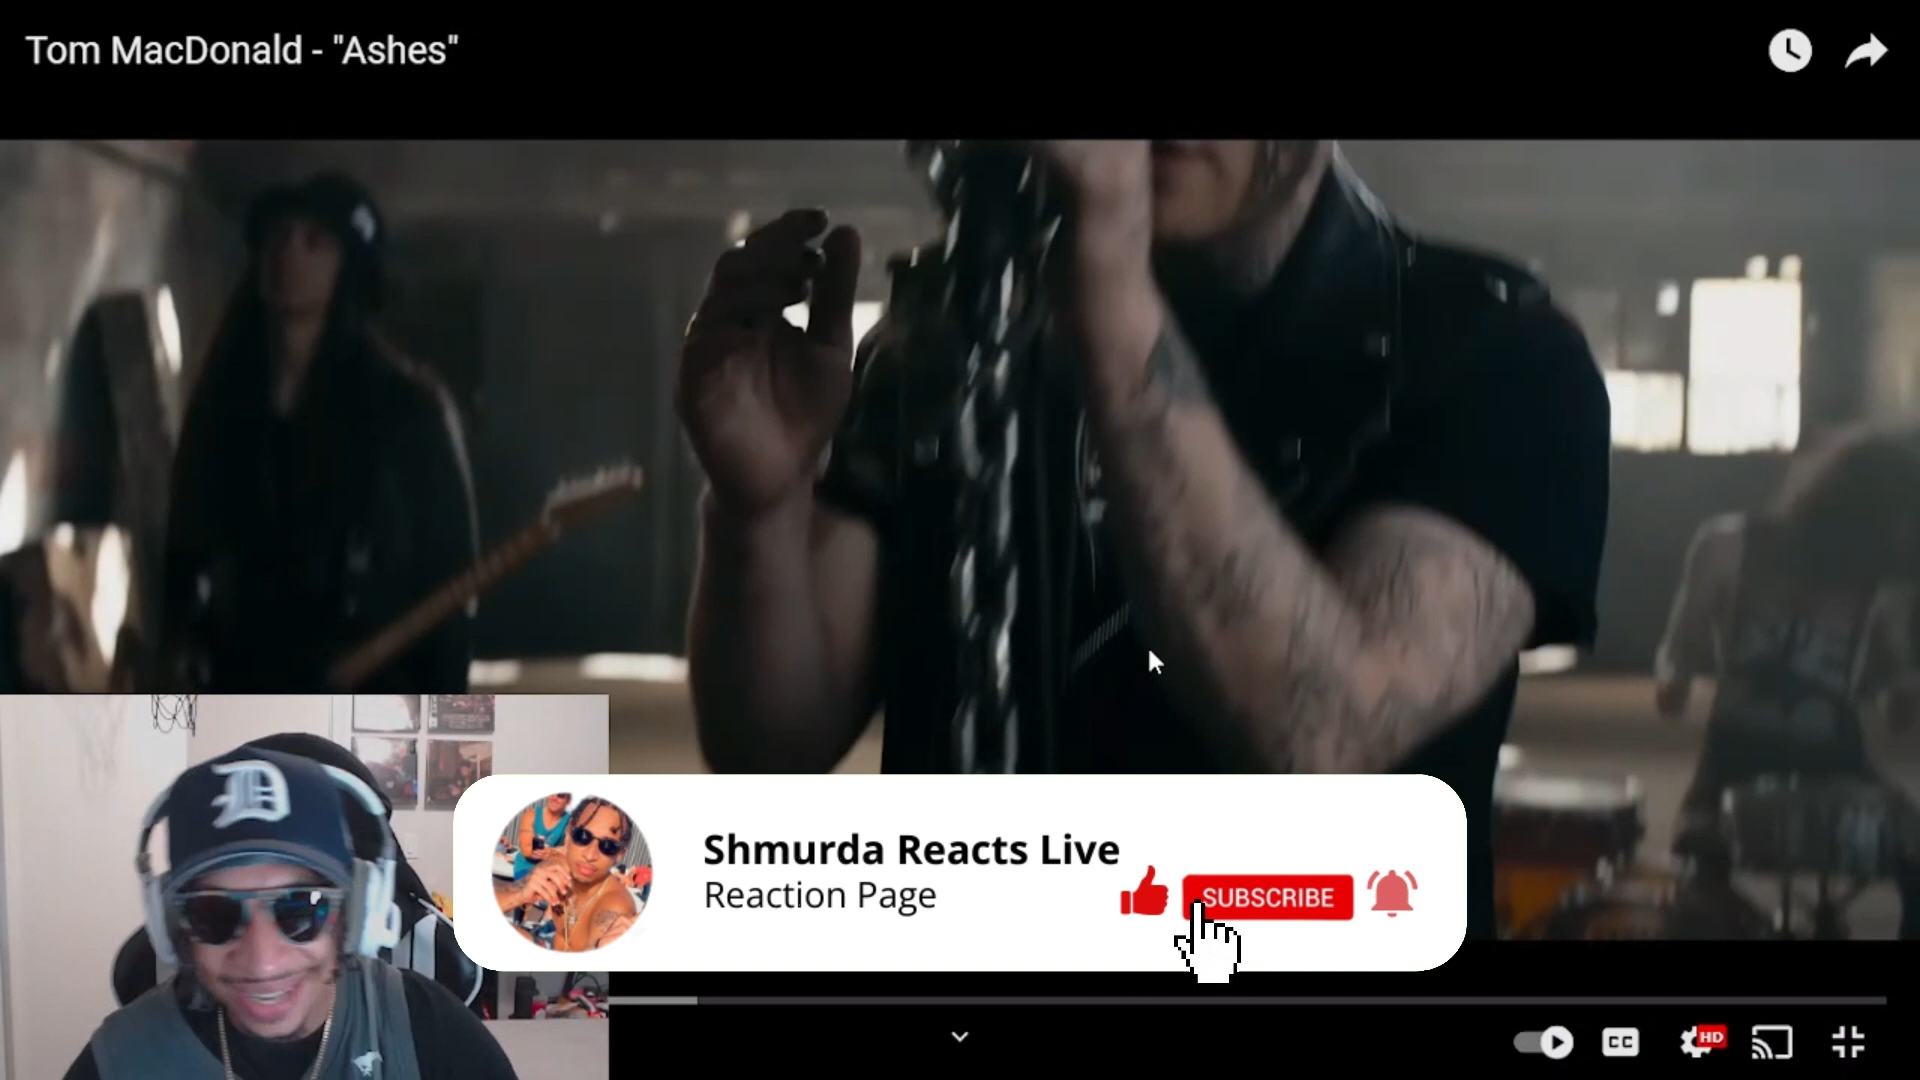 Tom MacDonald - "Ashes"
D
Shmurda Reacts Live
Reaction Page
SUBSCRIBE
CC
HD